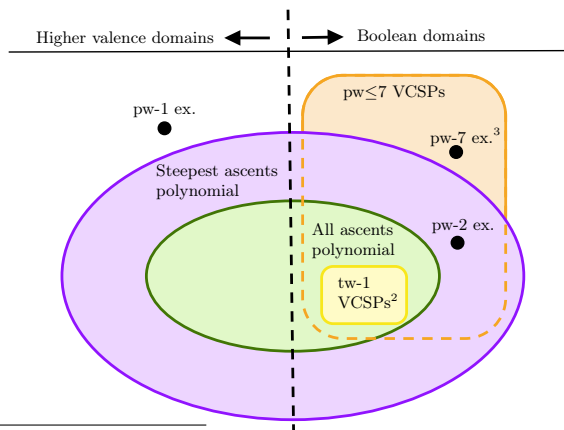 Higher valence domains
Boolean domains
pw≤7 VCSPs
pw-1 ex.
pw-7 ex.³
Steepest ascents
polynomial
pw-2 ex.
All ascents
polynomial
tw-1
VCSPs²